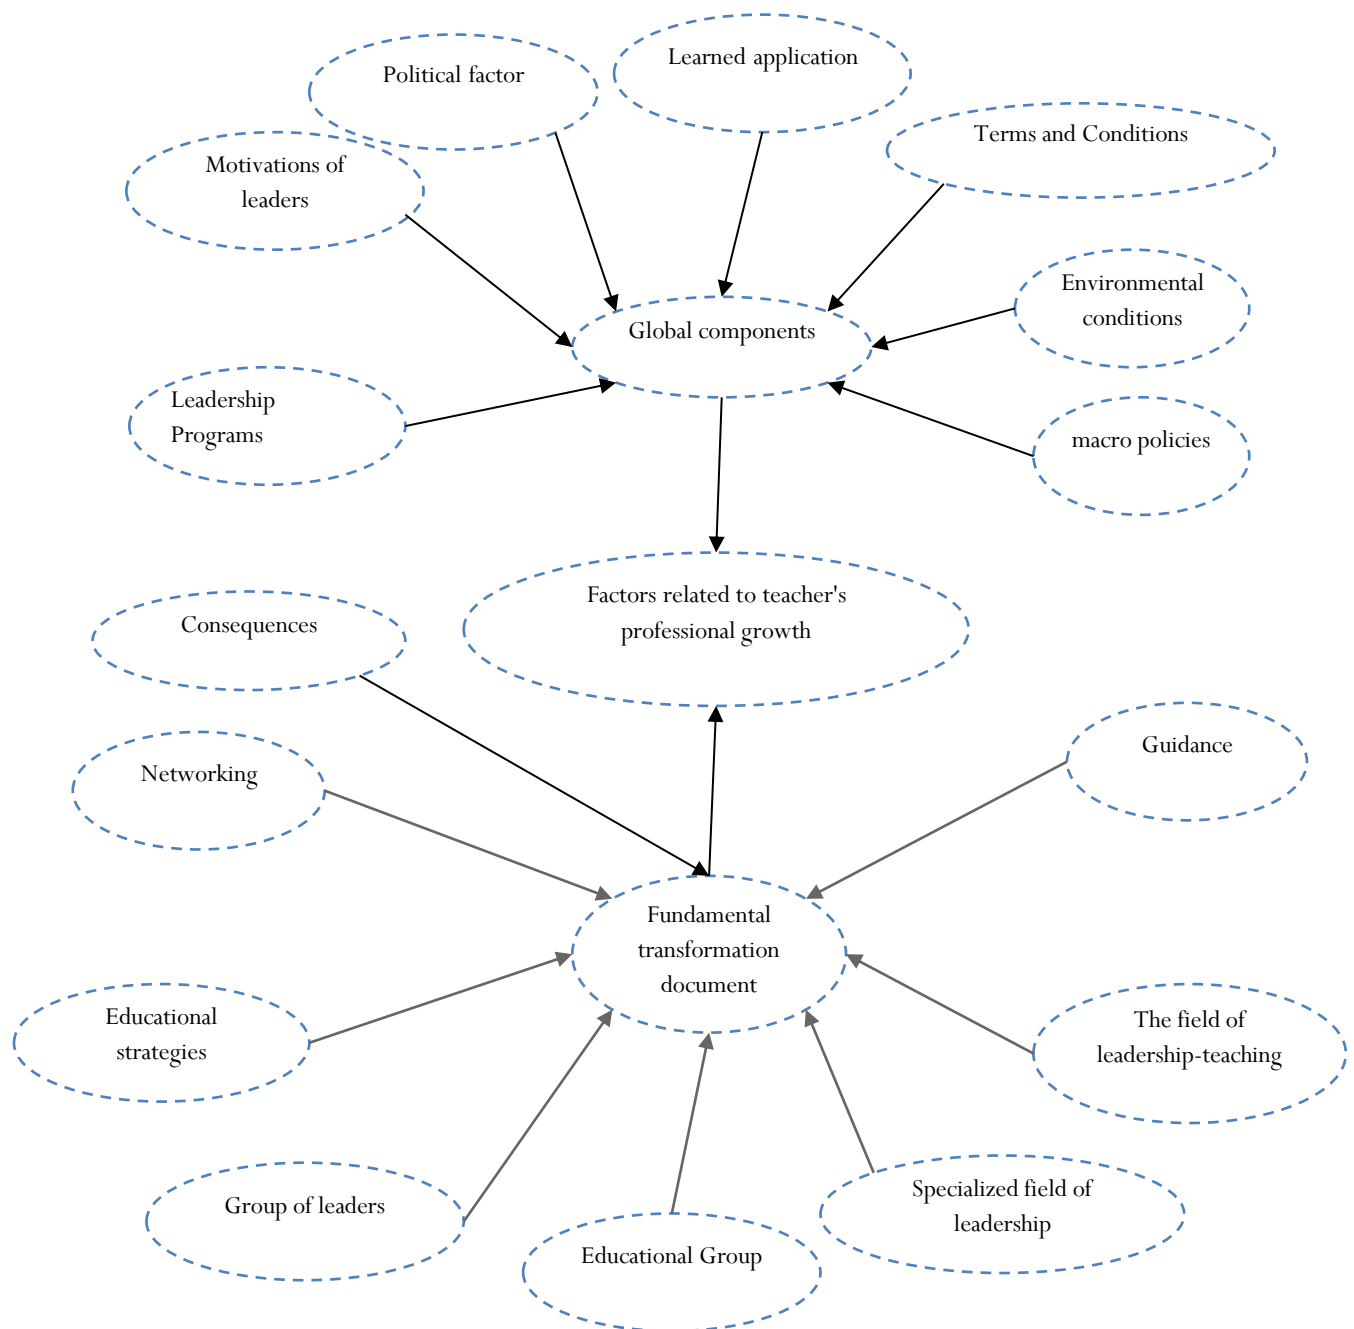 Political factor
Learned application
Terms and Conditions
Motivations of
leaders
Environmental
conditions
Global components
Leadership
Programs
macro policies
Factors related to teacher's
professional growth
Consequences
Networking
Guidance
Fundamental
transformation
document
Educational
strategies
The field of
leadership-teaching
Group of leaders
Specialized field of
leadership
Educational Group